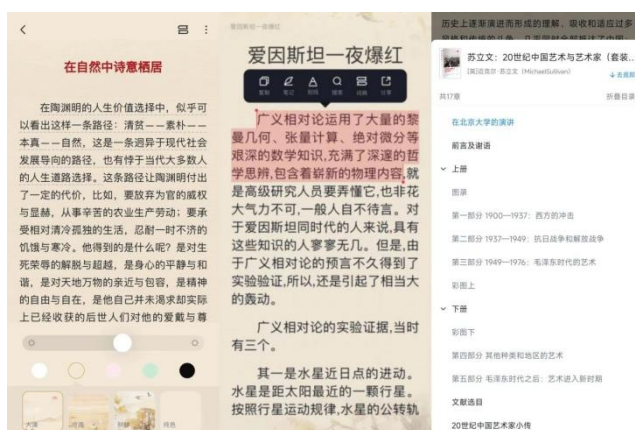 在自然中诗意栖居
在陶渊明的人生价值选择中，似乎可
以看出这样一条路径：清贫——素朴——
本真——自然，这是一条迥异于现代社会
发展导向的路径，也有悖于当代大多数人
的人生道路选择。这条路径让陶渊明付出
了一定的代价，比如，要放弃为官的威权
与显赫，从事辛苦的农业生产劳动；要承
受相对清冷孤独的生活，忍耐一时不济的
饥饿与寒冷。他得到的是什么呢？是对生
死荣辱的解脱与超越，是身心的平静与和
谐，是对天地万物的亲近与包容，是精神
的自由与自在，是他自己并未渴求却实际
上已经收获的后世人们对他的爱戴与尊
爱因斯坦一夜爆红
爱因斯坦一夜爆红
复制
笔记
搜索
分享
广义相对论运用了大量的黎
曼几何、张量计算、绝对微分等
艰深的数学知识,充满了深邃的哲
学思辨,包含着崭新的物理内容,就
是高级研究人员要弄懂它,也非花
大气力不可,一般人自不待言。对
于爱因斯坦同时代的人来说,具有
这些知识的人寥寥无几。但是,由
于广义相对论的预言不久得到了
实验验证,所以,还是引起了相当大
的轰动。
广义相对论的实验证据,当时
有三个。
其一是水星近日点的进动。
水星是距太阳最近的一颗行星。
按照行星运动规律,水星的公转轨
历史上逐渐演进而形成的理解、吸收和适应过多
苏立文：20世纪中国艺术与艺术家（套装...
[英]迈克尔·苏立文（MichaelSullivan）
去底部
共17章
折叠目录
在北京大学的演讲
前言及谢语
上册
图录
第一部分 1900—1937：西方的冲击
第二部分 1937—1949：抗日战争和解放战争
第三部分 1949—1976：毛泽东时代的艺术
彩图上
下册
彩图下
第四部分 其他种类和地区的艺术
第五部分 毛泽东时代之后：艺术进入新时期
文献选目
20世纪中国艺术家小传